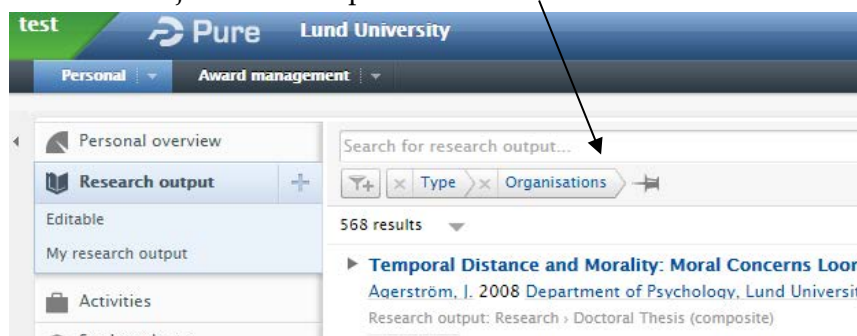 test
Pure Lund University
Personal Award management
Personal overview
Search for research output...
Research output
Type Organisations
Editable
568 results
My research output
Temporal Distance and Morality: Moral Concerns
Agerström, J. 2008 Department of Psychology, Lund
Activities
Research output: Research › Doctoral Thesis (composite)